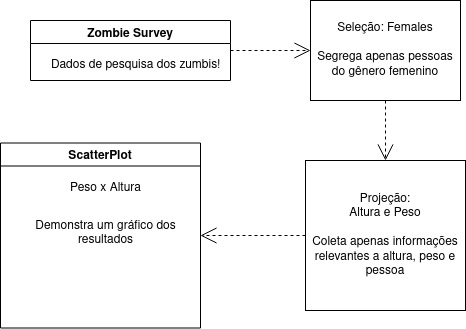 Zombie Survey
Dados de pesquisa dos zumbis!
Seleção: Females
Segrega apenas pessoas
do gênero femenino
Projeção:
Altura e Peso
Coleta apenas informações
relevantes a altura, peso e
pessoa
ScatterPlot
Peso x Altura
Demonstra um gráfico dos
resultados